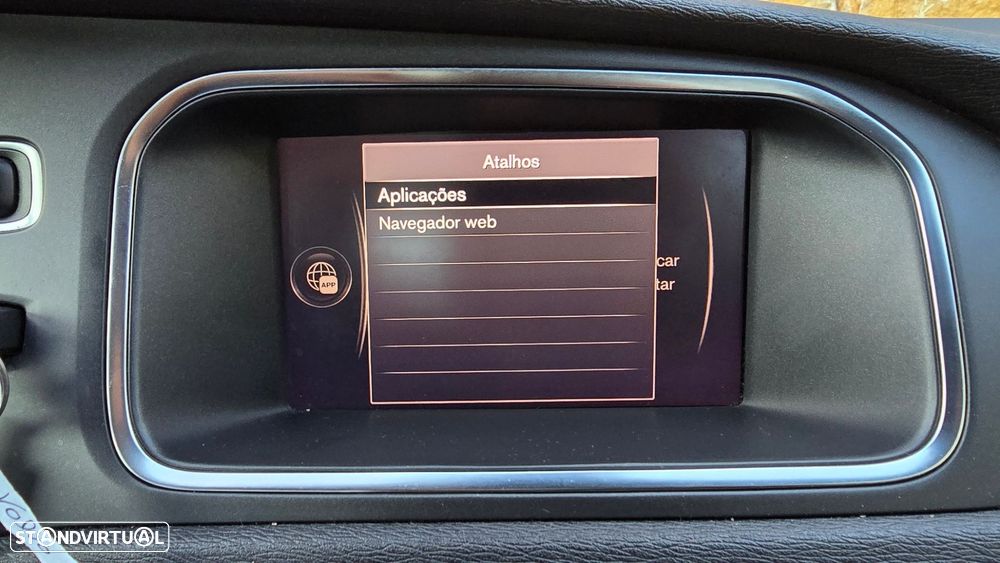 Atalhos
Aplicações
Navegador web
car
APP
tar
STANDVIRTUAL